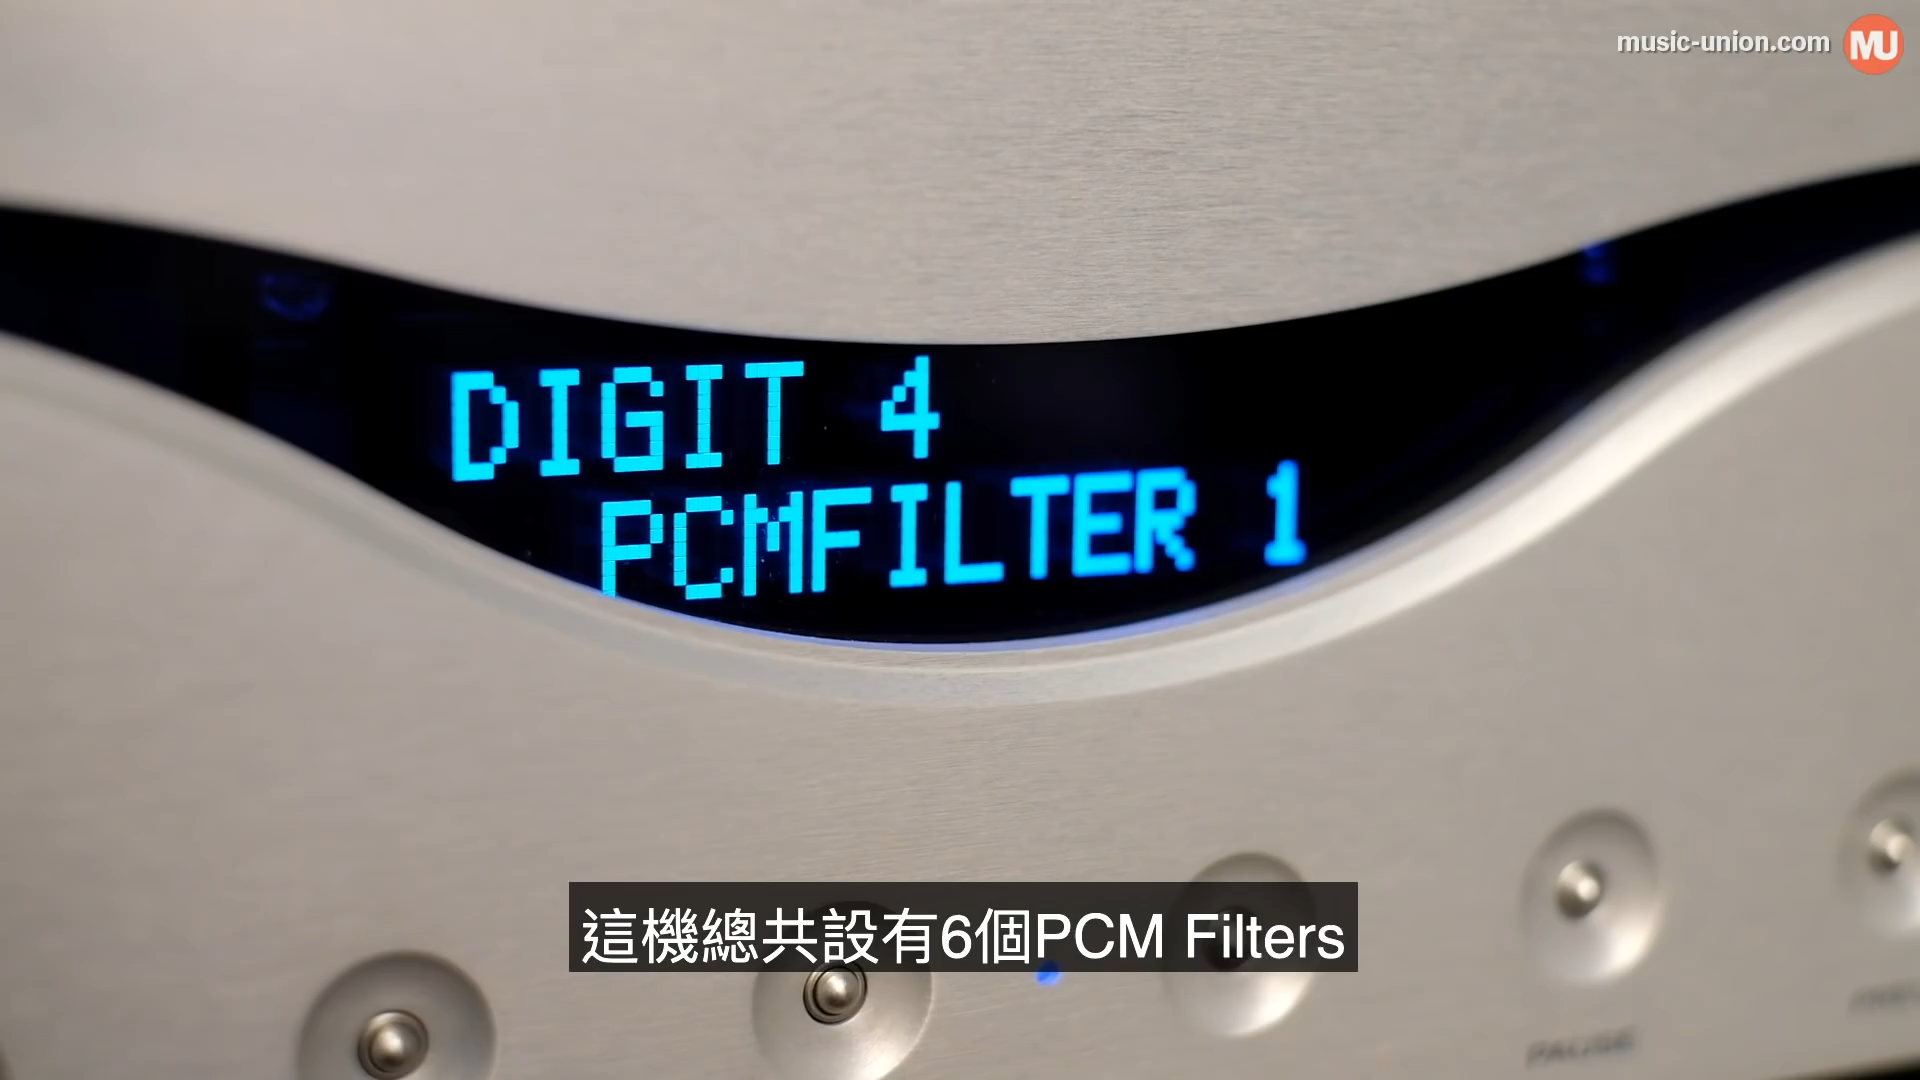 music-union.com MU
DIGIT 4
PCMFILTER 1
這機總共設有6個PCM Filters
PAUSE